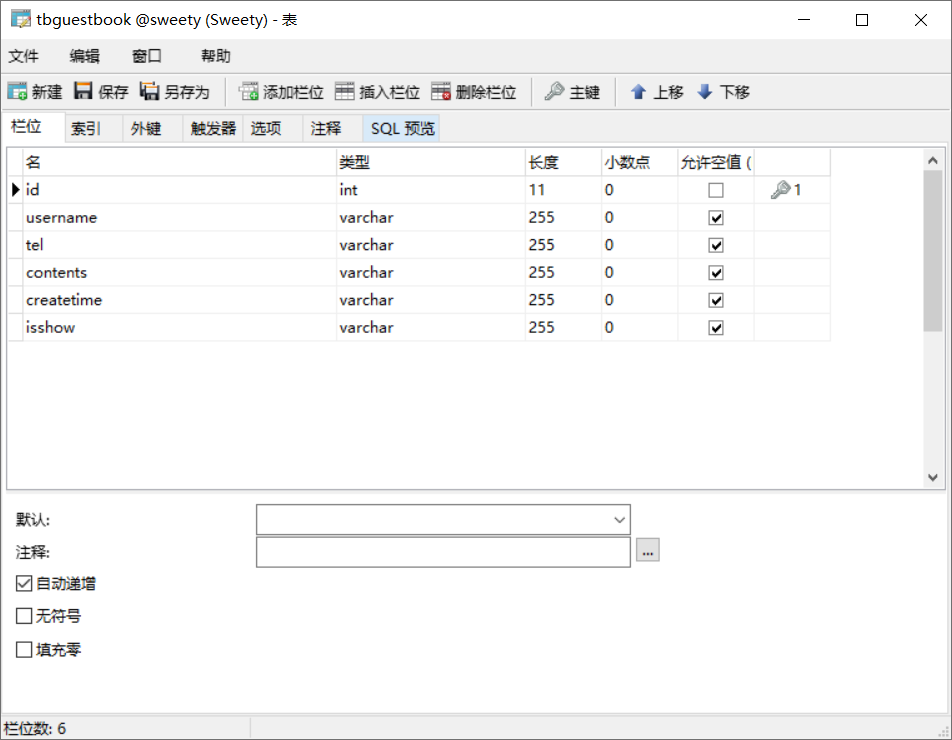 tbguestbook @sweety (Sweety) - 表
文件 编辑 窗口 帮助
新建 保存 另存为 添加栏位 插入栏位 删除栏位 主键 上移 下移
栏位 索引 外键 触发器 选项 注释 SQL 预览
名 类型 长度 小数点 允许空值 (
id int 11 0 1
username varchar 255 0
tel varchar 255 0
contents varchar 255 0
createtime varchar 255 0
isshow varchar 255 0
默认:
注释: ...
自动递增
无符号
填充零
栏位数: 6